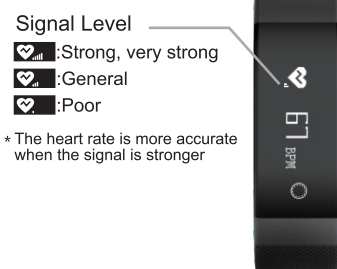 Signal Level
:Strong, very strong
:General
:Poor
* The heart rate is more accurate
when the signal is stronger
67
BPM